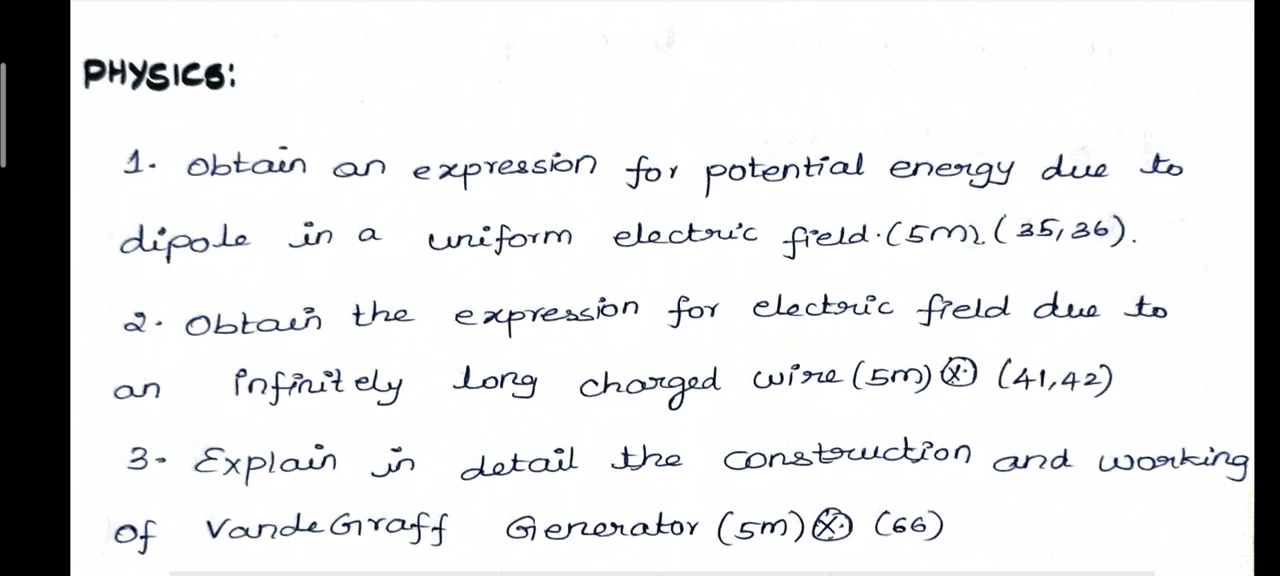 PHYSICS:
1. Obtain an expression for potential energy due to
dipole in a uniform electric field. (5m) (35,36).
2. Obtain the expression for electric field due to
an infinitely long charged wire (5m) (41,42)
3. Explain in detail the construction and working
of VandeGraff Generator (5m) (66)